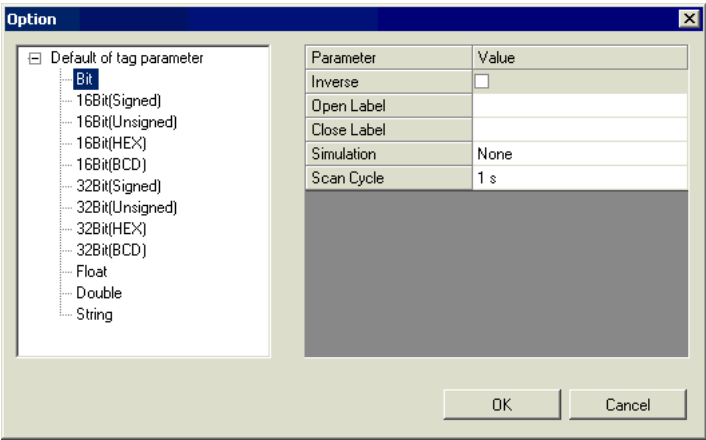 Option
Default of tag parameter
Bit
16Bit(Signed)
16Bit(Unsigned)
16Bit(HEX)
16Bit(BCD)
32Bit(Signed)
32Bit(Unsigned)
32Bit(HEX)
32Bit(BCD)
Float
Double
String
Parameter Value
Inverse
Open Label
Close Label
Simulation None
Scan Cycle 1 s
OK Cancel